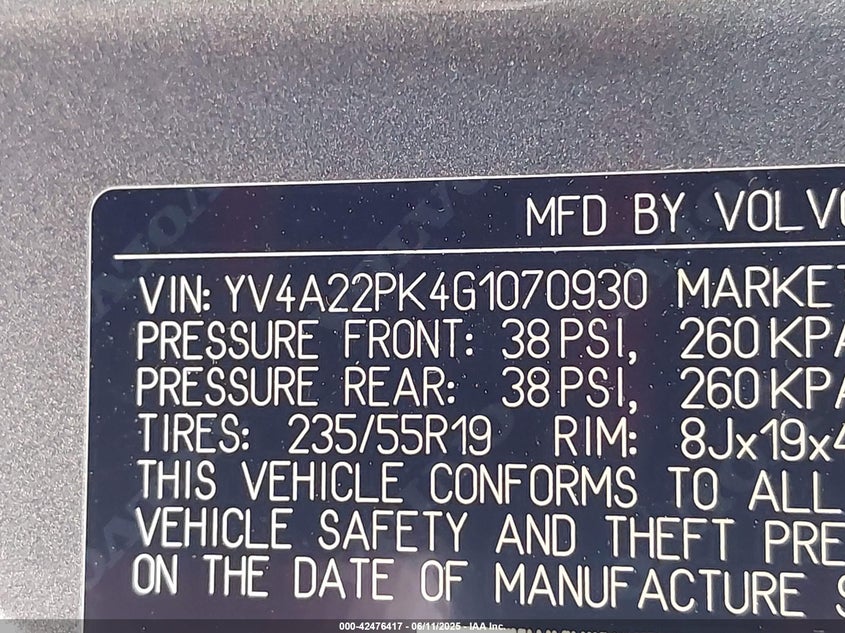 MFD BY VOLVO
VIN: YV4A22PK4G1070930 MARKET
PRESSURE FRONT: 38 PSI, 260 KPA
PRESSURE REAR: 38 PSI, 260 KPA
TIRES: 235/55R19 RIM: 8Jx19x4
THIS VEHICLE CONFORMS TO ALL
VEHICLE SAFETY AND THEFT PRE
ON THE DATE OF MANUFACTURE S
000-42476417 - 06/11/2025 - IAA Inc.